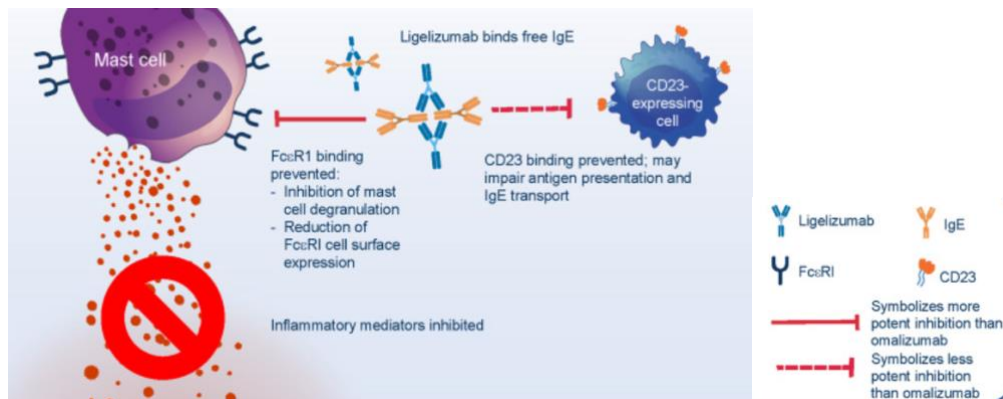 Mast cell
Ligelizumab binds free IgE
CD23-
expressing
cell
FcεR1 binding
prevented:
- Inhibition of mast
cell degranulation
- Reduction of
FcεRI cell surface
expression
CD23 binding prevented; may
impair antigen presentation and
IgE transport
Inflammatory mediators inhibited
Ligelizumab
IgE
FcεRI
CD23
Symbolizes more
potent inhibition than
omalizumab
Symbolizes less
potent inhibition
than omalizumab